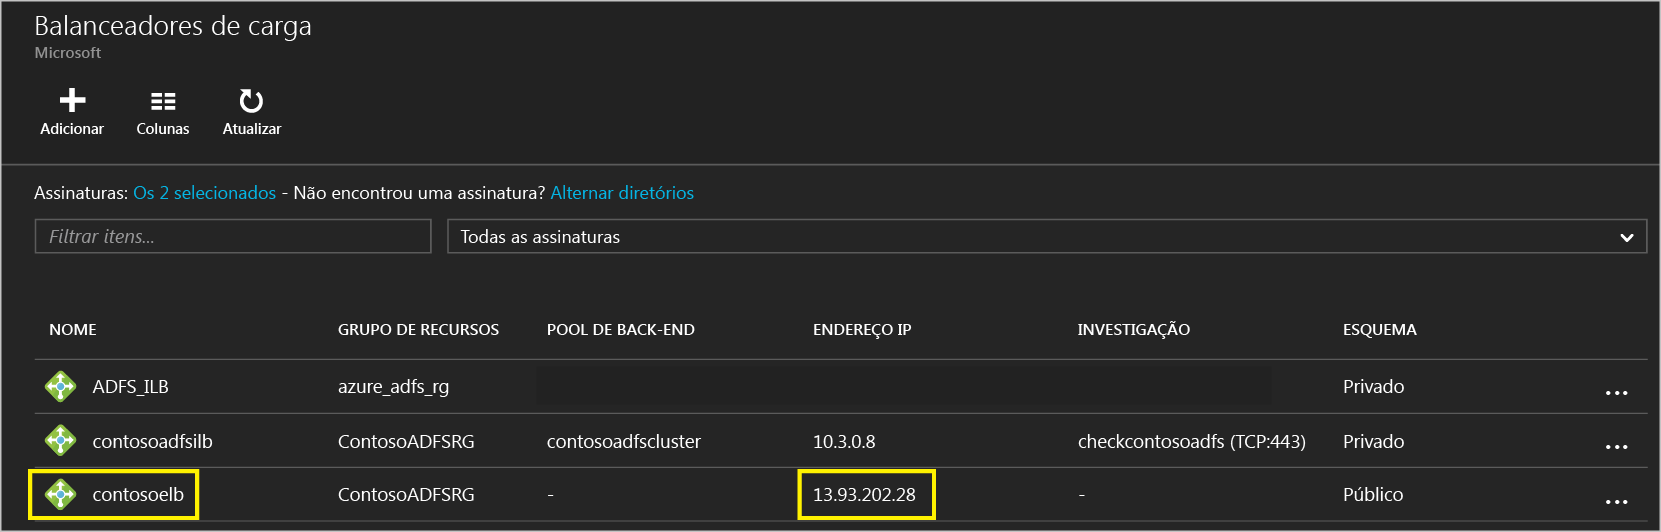 Balanceadores de carga
Microsoft
Adicionar Colunas Atualizar
Assinaturas: Os 2 selecionados - Não encontrou uma assinatura? Alternar diretórios
Filtrar itens... Todas as assinaturas
NOME GRUPO DE RECURSOS POOL DE BACK-END ENDEREÇO IP INVESTIGAÇÃO ESQUEMA
ADFS_ILB azure_adfs_rg Privado ...
contosoadfsilb ContosoADFSRG contosoadfscluster 10.3.0.8 checkcontosoadfs (TCP:443) Privado ...
contosoelb ContosoADFSRG - 13.93.202.28 - Público ...